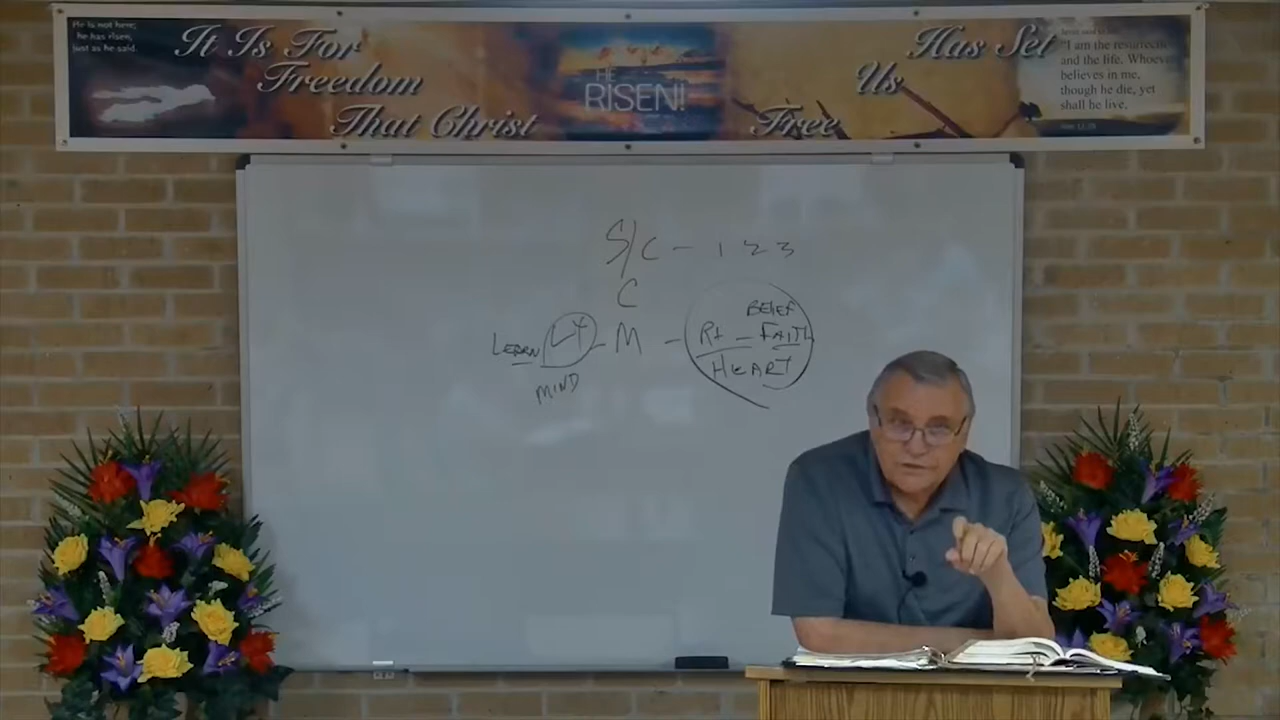 He is not here;
he has risen,
just as he said.
It Is For
Freedom
That Christ
HE IS
RISEN!
Has Set
Us
Free
"I am the resurrection
and the life. Whoever
believes in me,
though he die, yet
shall he live.
S/C - 1 2 3
C
BELIEF
LEARN
- M -
FAITH
HEART
MIND